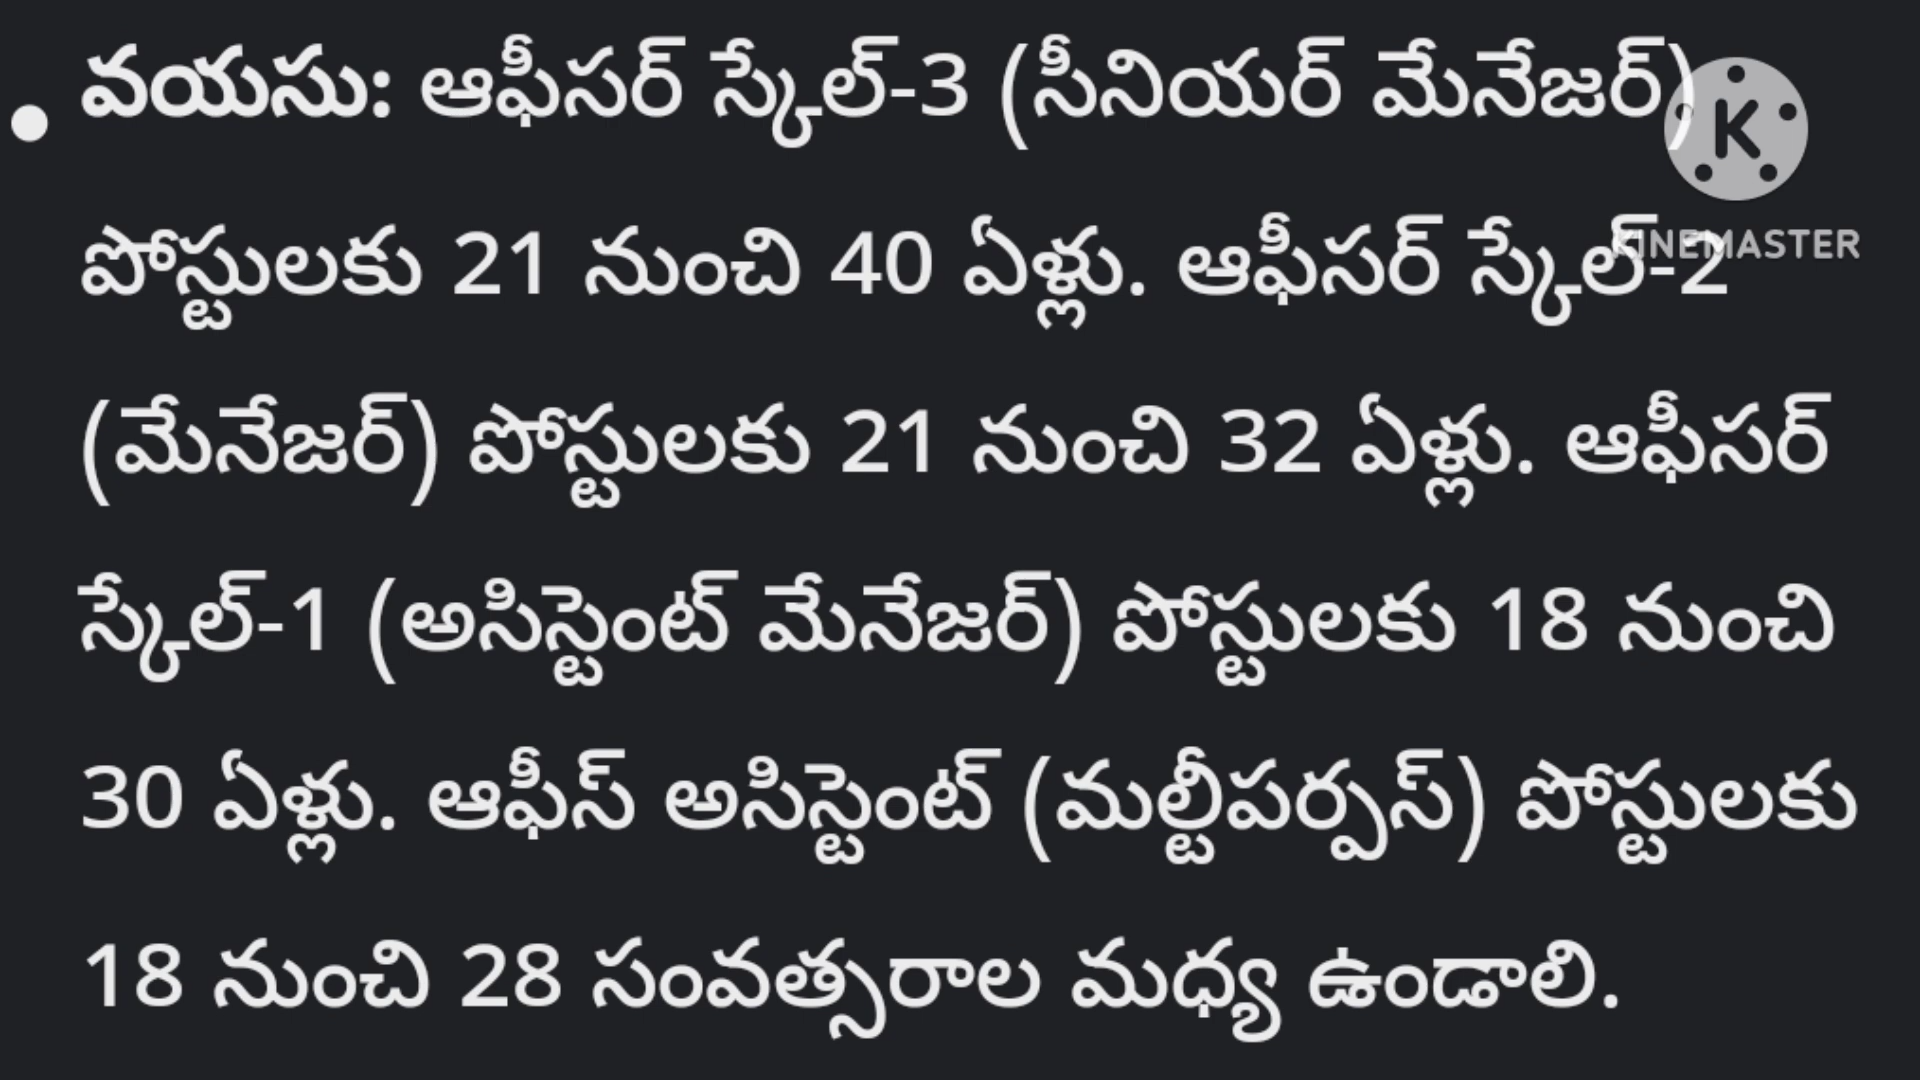 • వయసు: ఆఫీసర్ స్కేల్-3 (సీనియర్ మేనేజర్)
K
KINEMASTER
పోస్టులకు 21 నుంచి 40 ఏళ్లు. ఆఫీసర్ స్కేల్-2
(మేనేజర్) పోస్టులకు 21 నుంచి 32 ఏళ్లు. ఆఫీసర్
స్కేల్-1 (అసిస్టెంట్ మేనేజర్) పోస్టులకు 18 నుంచి
30 ఏళ్లు. ఆఫీస్ అసిస్టెంట్ (మల్టీపర్పస్) పోస్టులకు
18 నుంచి 28 సంవత్సరాల మధ్య ఉండాలి.